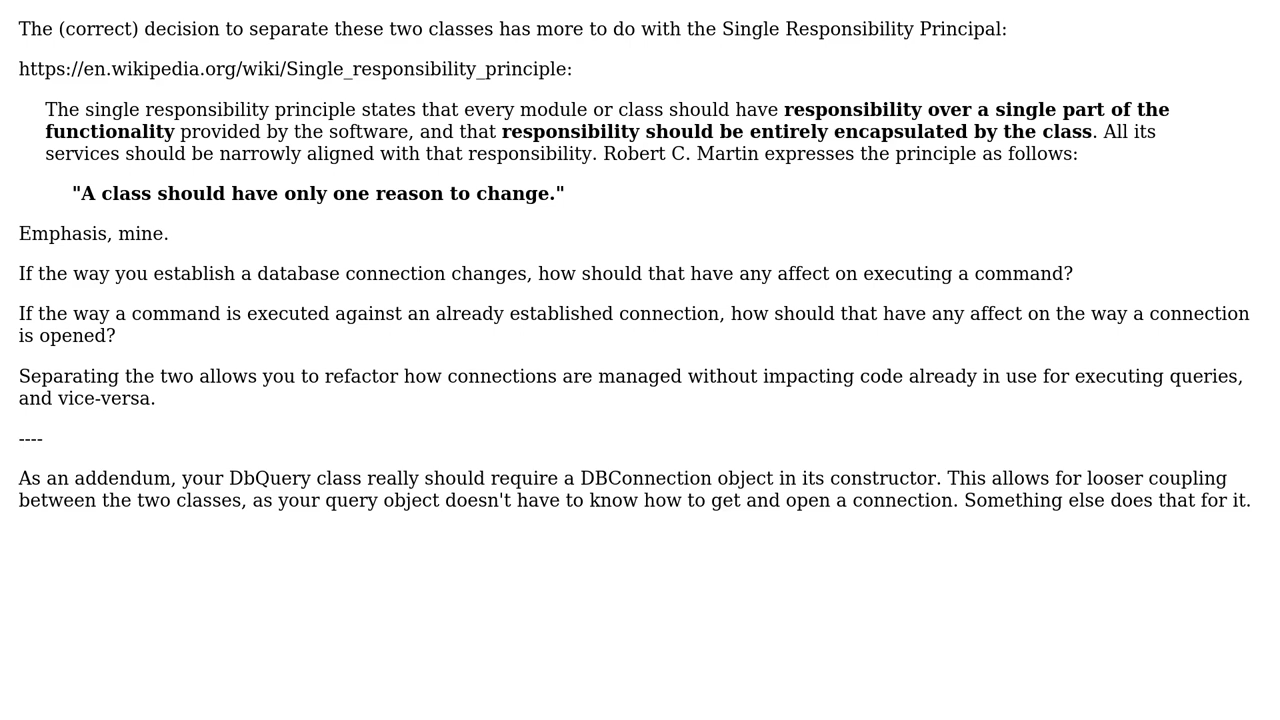 The (correct) decision to separate these two classes has more to do with the Single Responsibility Principal:
https://en.wikipedia.org/wiki/Single_responsibility_principle:
The single responsibility principle states that every module or class should have responsibility over a single part of the
functionality provided by the software, and that responsibility should be entirely encapsulated by the class. All its
services should be narrowly aligned with that responsibility. Robert C. Martin expresses the principle as follows:
"A class should have only one reason to change."
Emphasis, mine.
If the way you establish a database connection changes, how should that have any affect on executing a command?
If the way a command is executed against an already established connection, how should that have any affect on the way a connection
is opened?
Separating the two allows you to refactor how connections are managed without impacting code already in use for executing queries,
and vice-versa.
----
As an addendum, your DbQuery class really should require a DBConnection object in its constructor. This allows for looser coupling
between the two classes, as your query object doesn't have to know how to get and open a connection. Something else does that for it.